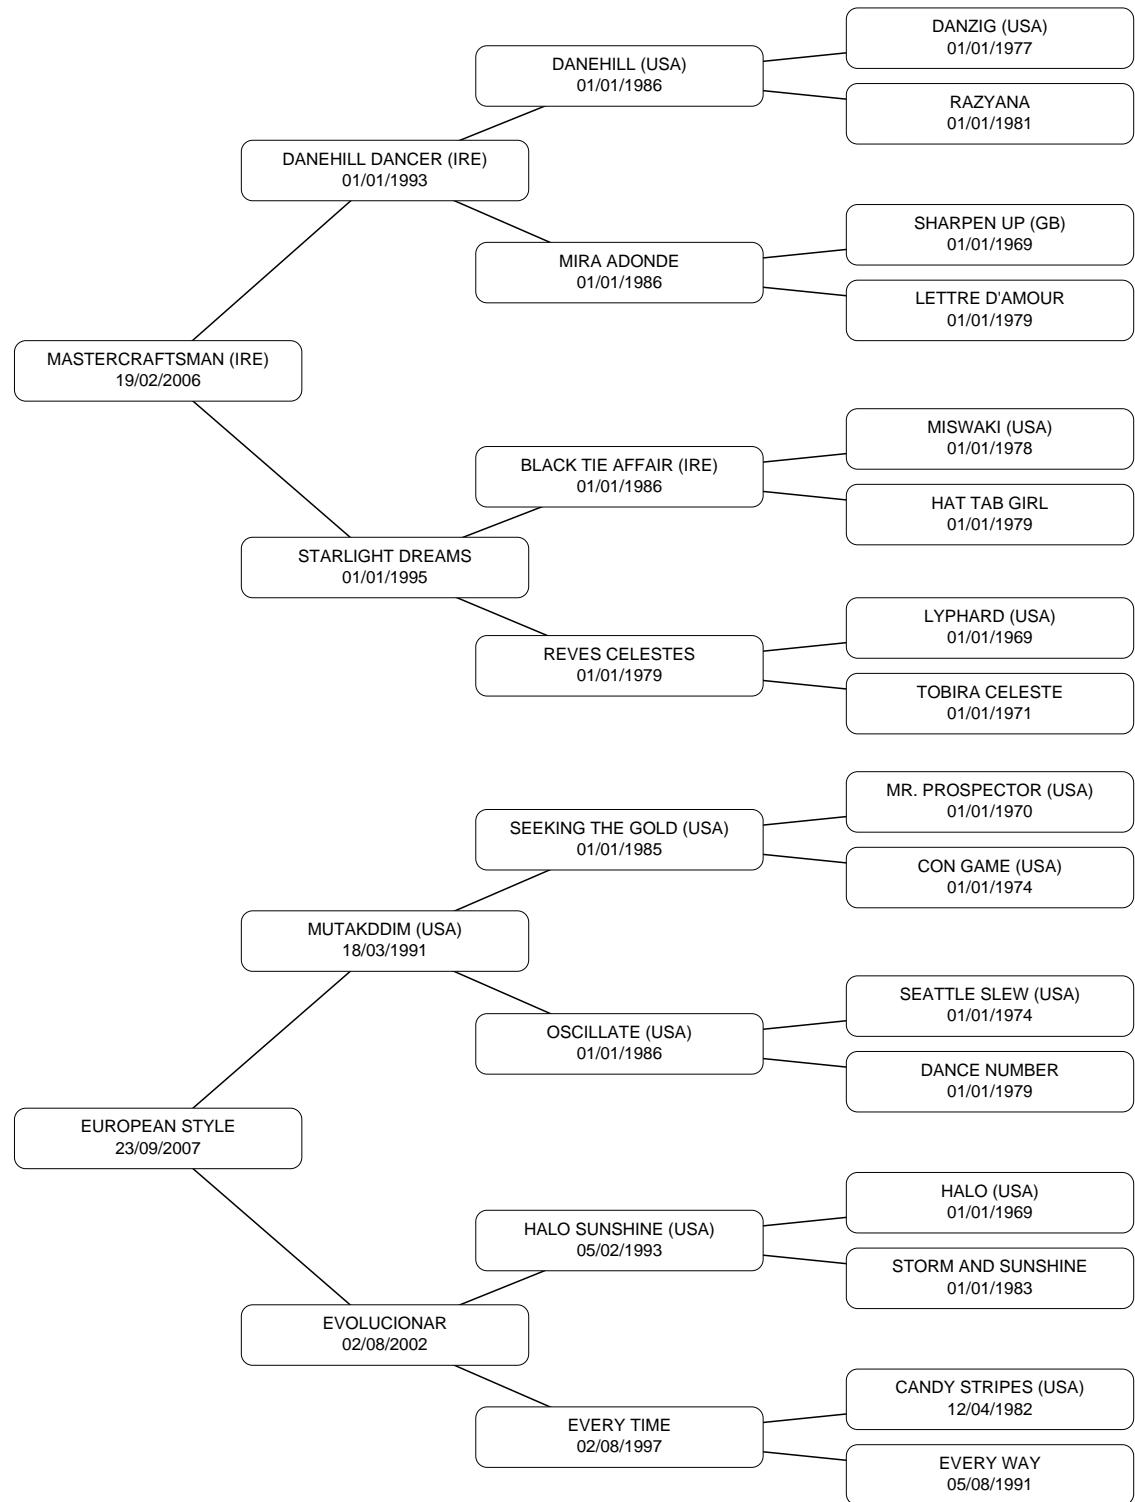 DANZIG (USA)
01/01/1977
DANEHILL (USA)
01/01/1986
RAZYANA
01/01/1981
DANEHILL DANCER (IRE)
01/01/1993
SHARPEN UP (GB)
01/01/1969
MIRA ADONDE
01/01/1986
LETTRE D'AMOUR
01/01/1979
MASTERCRAFTSMAN (IRE)
19/02/2006
MISWAKI (USA)
01/01/1978
BLACK TIE AFFAIR (IRE)
01/01/1986
HAT TAB GIRL
01/01/1979
STARLIGHT DREAMS
01/01/1995
LYPHARD (USA)
01/01/1969
REVES CELESTES
01/01/1979
TOBIRA CELESTE
01/01/1971
MR. PROSPECTOR (USA)
01/01/1970
SEEKING THE GOLD (USA)
01/01/1985
CON GAME (USA)
01/01/1974
MUTAKDDIM (USA)
18/03/1991
SEATTLE SLEW (USA)
01/01/1974
OSCILLATE (USA)
01/01/1986
DANCE NUMBER
01/01/1979
EUROPEAN STYLE
23/09/2007
HALO (USA)
01/01/1969
HALO SUNSHINE (USA)
05/02/1993
STORM AND SUNSHINE
01/01/1983
EVOLUCIONAR
02/08/2002
CANDY STRIPES (USA)
12/04/1982
EVERY TIME
02/08/1997
EVERY WAY
05/08/1991